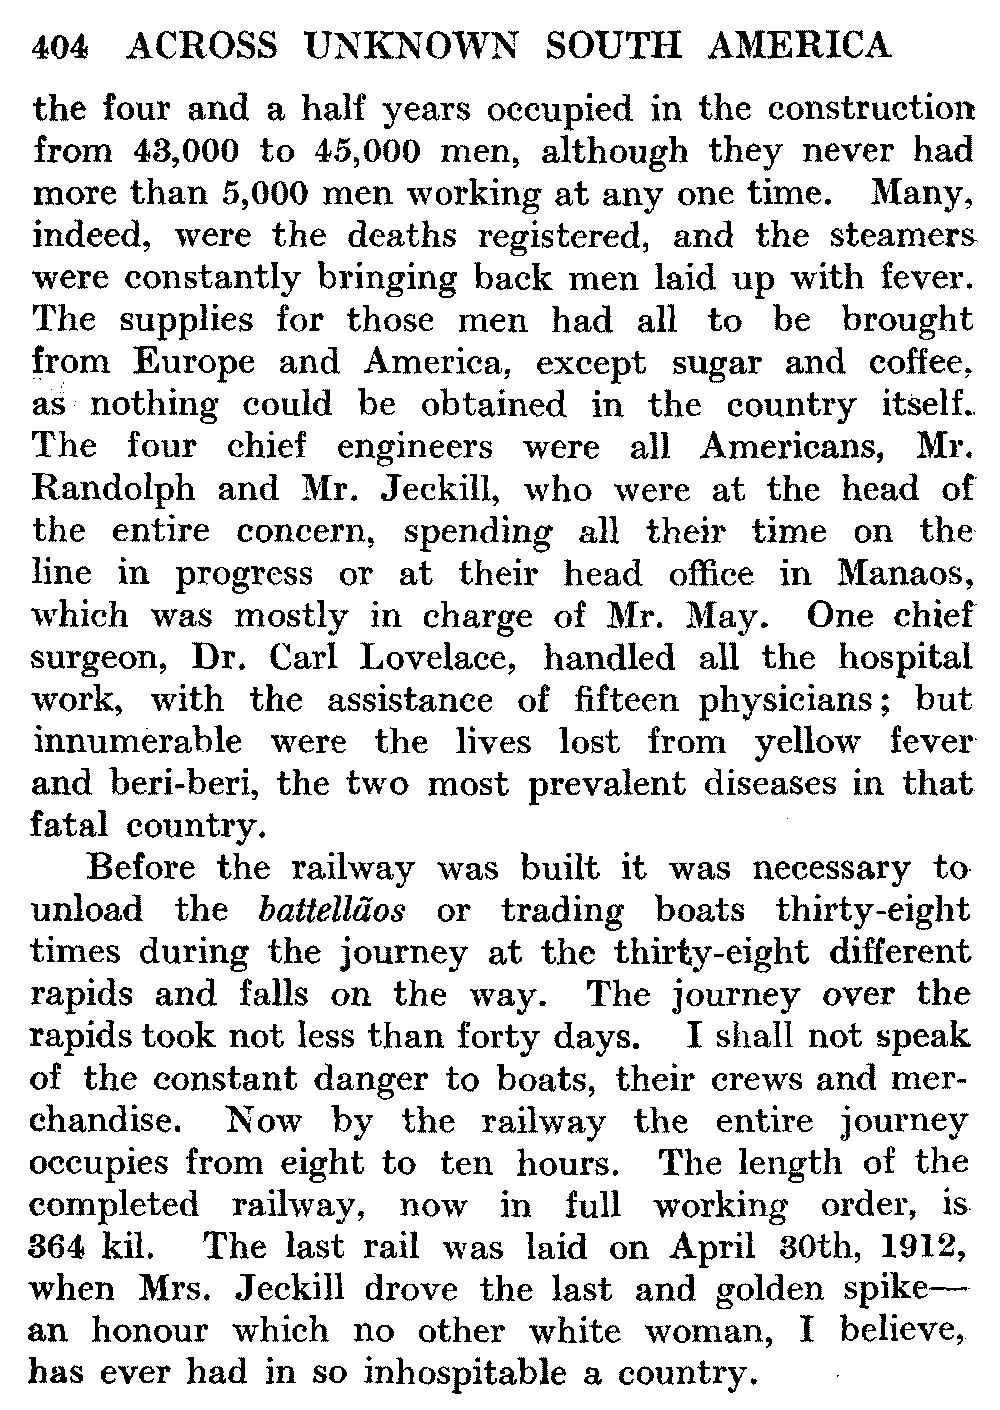 404 ACROSS UNKNOWN SOUTH AMERICA
the four and a half years occupied in the construction
from 43,000 to 45,000 men, although they never had
more than 5,000 men working at any one time. Many,
indeed, were the deaths registered, and the steamers
were constantly bringing back men laid up with fever.
The supplies for those men had all to be brought
from Europe and America, except sugar and coffee,
as nothing could be obtained in the country itself.
The four chief engineers were all Americans, Mr.
Randolph and Mr. Jeckill, who were at the head of
the entire concern, spending all their time on the
line in progress or at their head office in Manaos,
which was mostly in charge of Mr. May. One chief
surgeon, Dr. Carl Lovelace, handled all the hospital
work, with the assistance of fifteen physicians; but
innumerable were the lives lost from yellow fever
and beri-beri, the two most prevalent diseases in that
fatal country.
Before the railway was built it was necessary to
unload the battellãos or trading boats thirty-eight
times during the journey at the thirty-eight different
rapids and falls on the way. The journey over the
rapids took not less than forty days. I shall not speak
of the constant danger to boats, their crews and mer-
chandise. Now by the railway the entire journey
occupies from eight to ten hours. The length of the
completed railway, now in full working order, is
364 kil. The last rail was laid on April 30th, 1912,
when Mrs. Jeckill drove the last and golden spike—
an honour which no other white woman, I believe,
has ever had in so inhospitable a country.